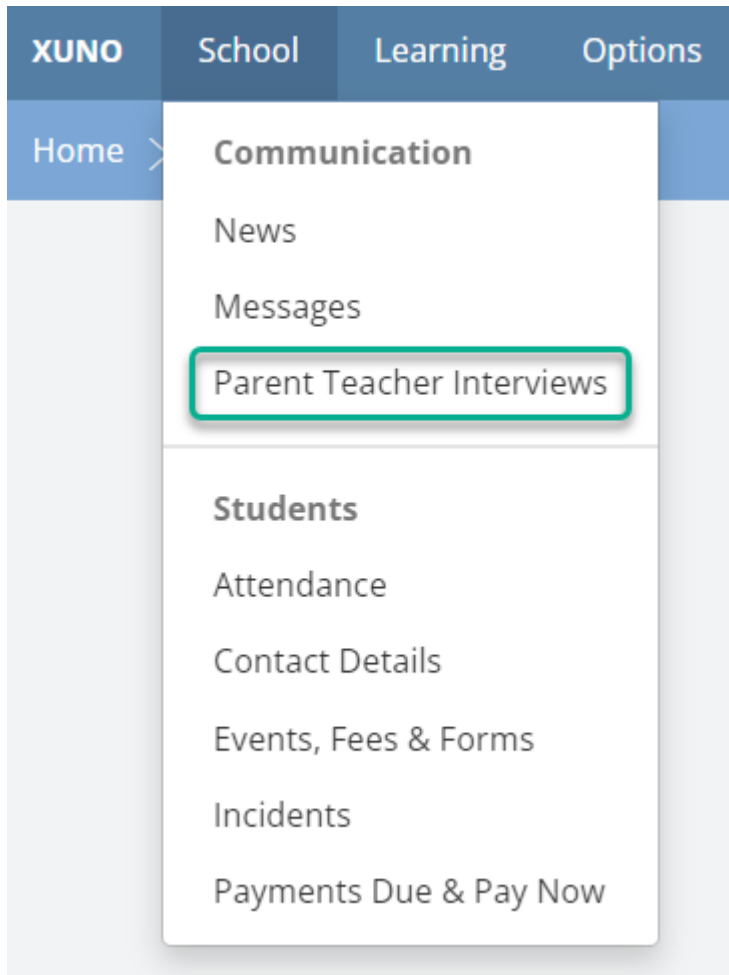 XUNO School Learning Options
Home
Communication
News
Messages
Parent Teacher Interviews
Students
Attendance
Contact Details
Events, Fees & Forms
Incidents
Payments Due & Pay Now